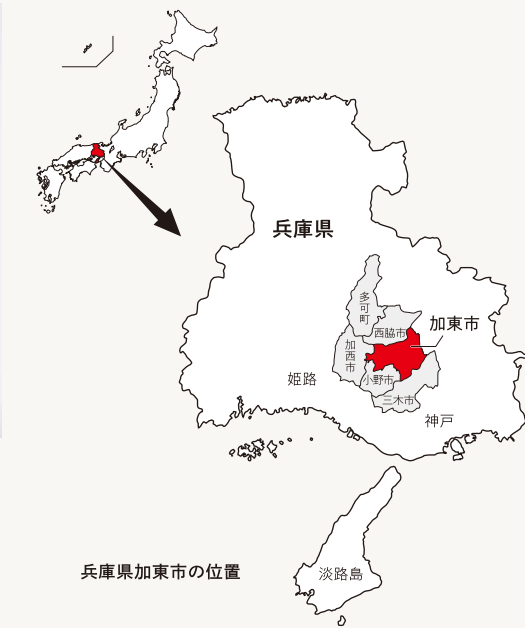 兵庫県
多可町
西脇市
加東市
加西市
姫路
小野市
三木市
神戸
淡路島
兵庫県加東市の位置